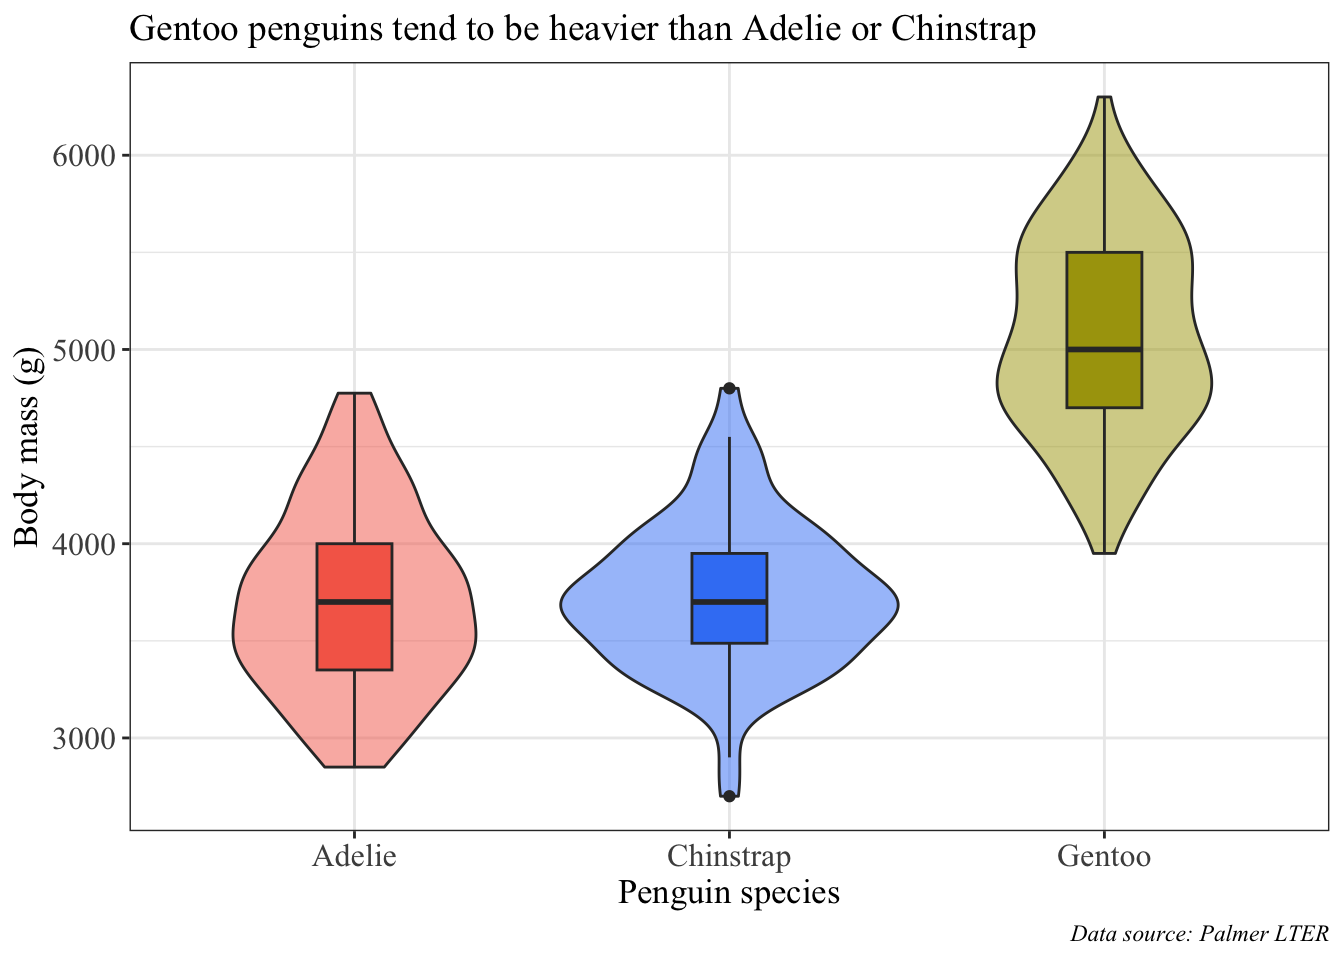 Gentoo penguins tend to be heavier than Adelie or Chinstrap
6000
5000
4000
3000
Body mass (g)
Adelie Chinstrap Gentoo
Penguin species
Data source: Palmer LTER